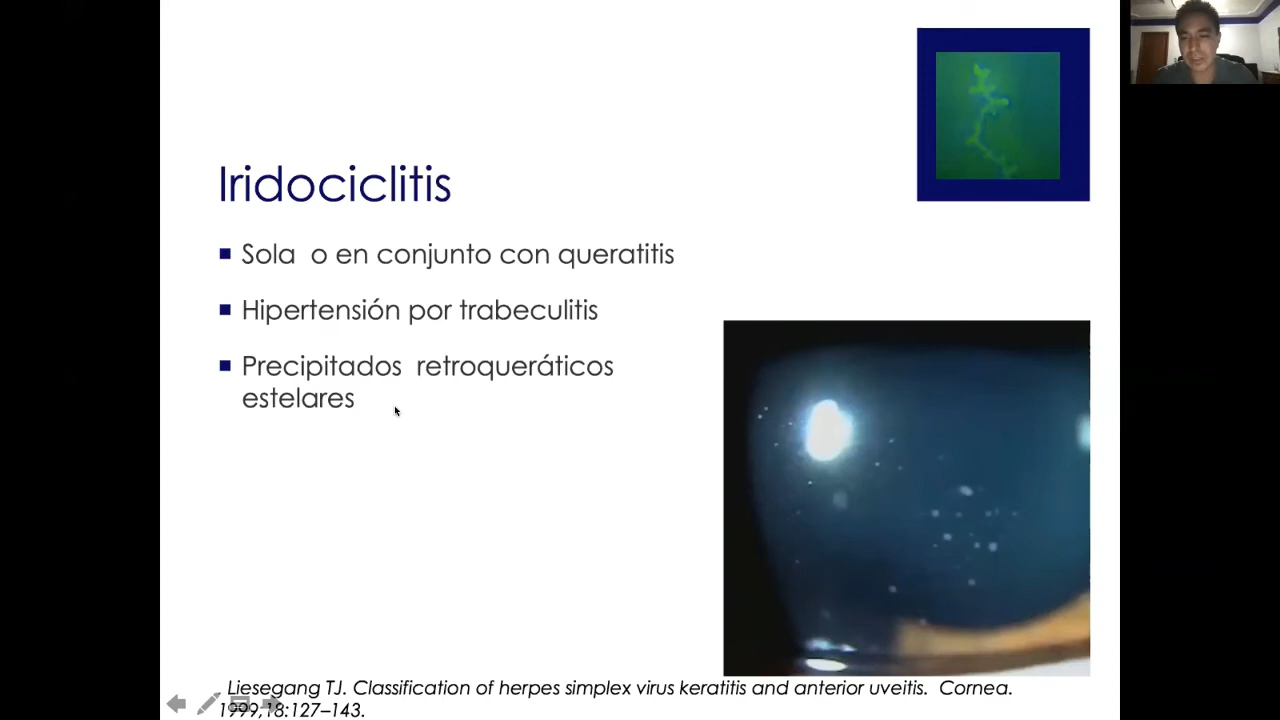 Iridociclitis
Sola o en conjunto con queratitis
Hipertensión por trabeculitis
Precipitados retroqueráticos
estelares
Liesegang TJ. Classification of herpes simplex virus keratitis and anterior uveitis. Cornea.
1999;18:127–143.